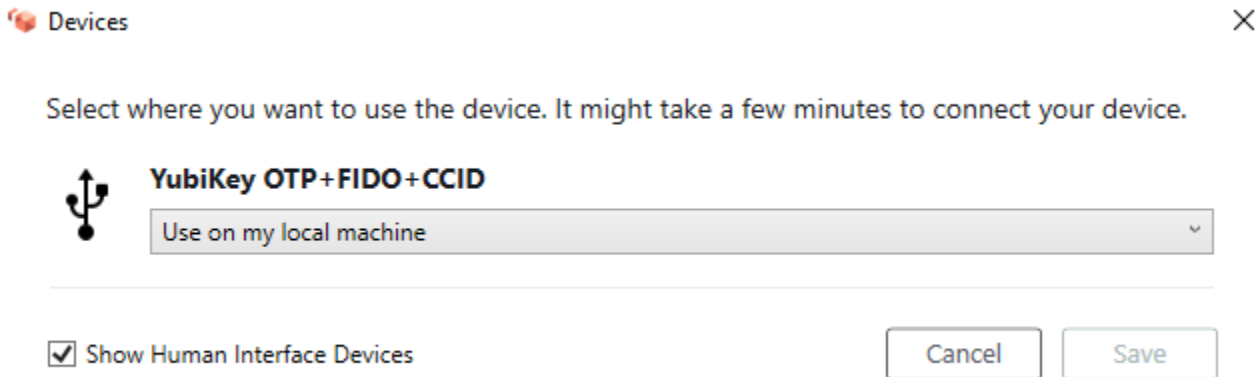 Devices
Select where you want to use the device. It might take a few minutes to connect your device.
YubiKey OTP+FIDO+CCID
Use on my local machine
Show Human Interface Devices
Cancel
Save